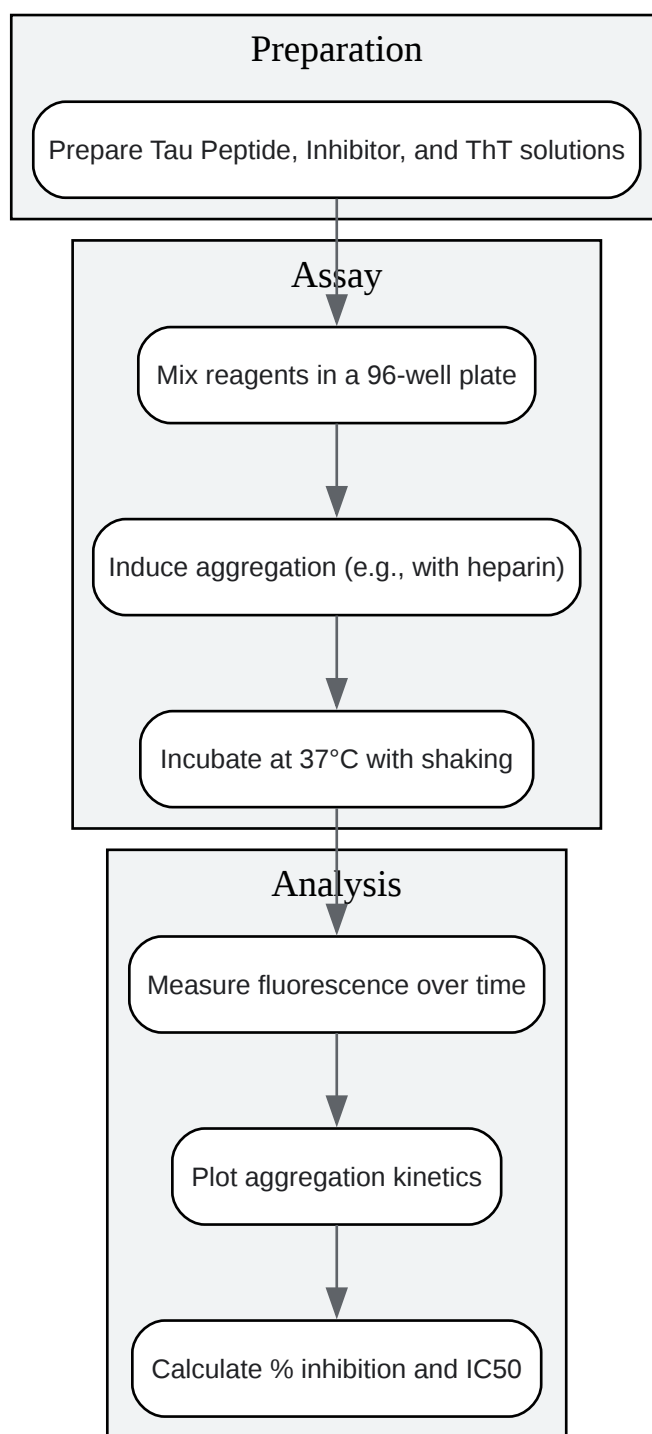 Preparation
Prepare Tau Peptide, Inhibitor, and ThT solutions
Assay
Mix reagents in a 96-well plate
Induce aggregation (e.g., with heparin)
Incubate at 37°C with shaking
Analysis
Measure fluorescence over time
Plot aggregation kinetics
Calculate % inhibition and IC50